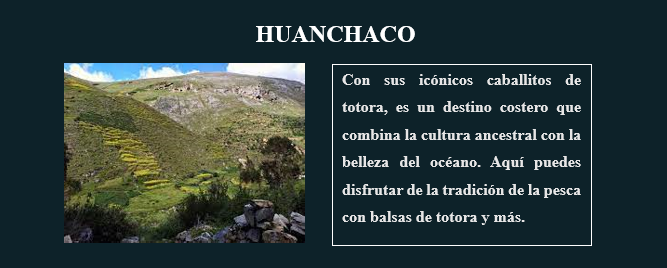 HUANCHACO
Con sus icónicos caballitos de
totora, es un destino costero que
combina la cultura ancestral con la
belleza del océano. Aquí puedes
disfrutar de la tradición de la pesca
con balsas de totora y más.